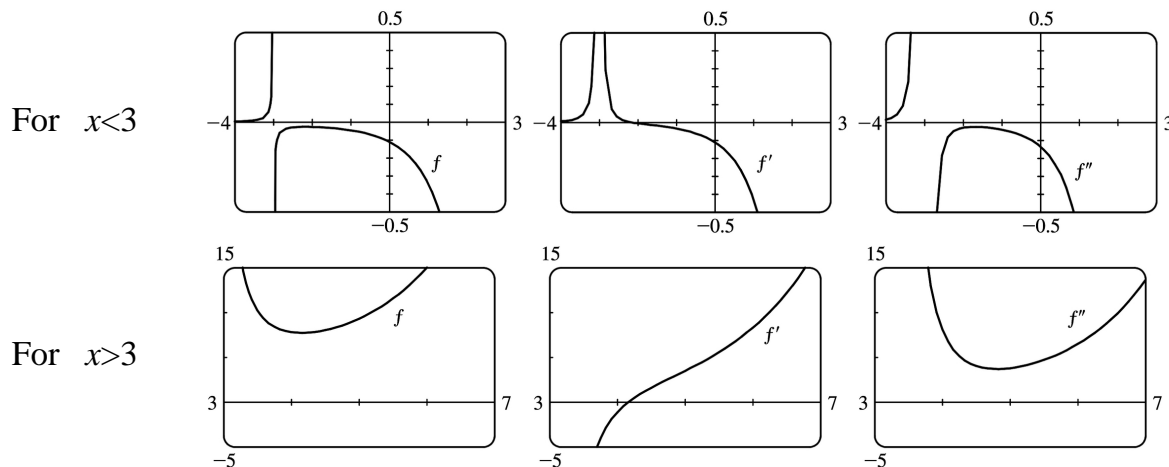 0.5 0.5 0.5
For x<3 −4 3 −4 3 −4 3
f f′ f″
−0.5 −0.5 −0.5
15 15 15
f f′ f″
For x>3 3 7 3 7 3 7
−5 −5 −5